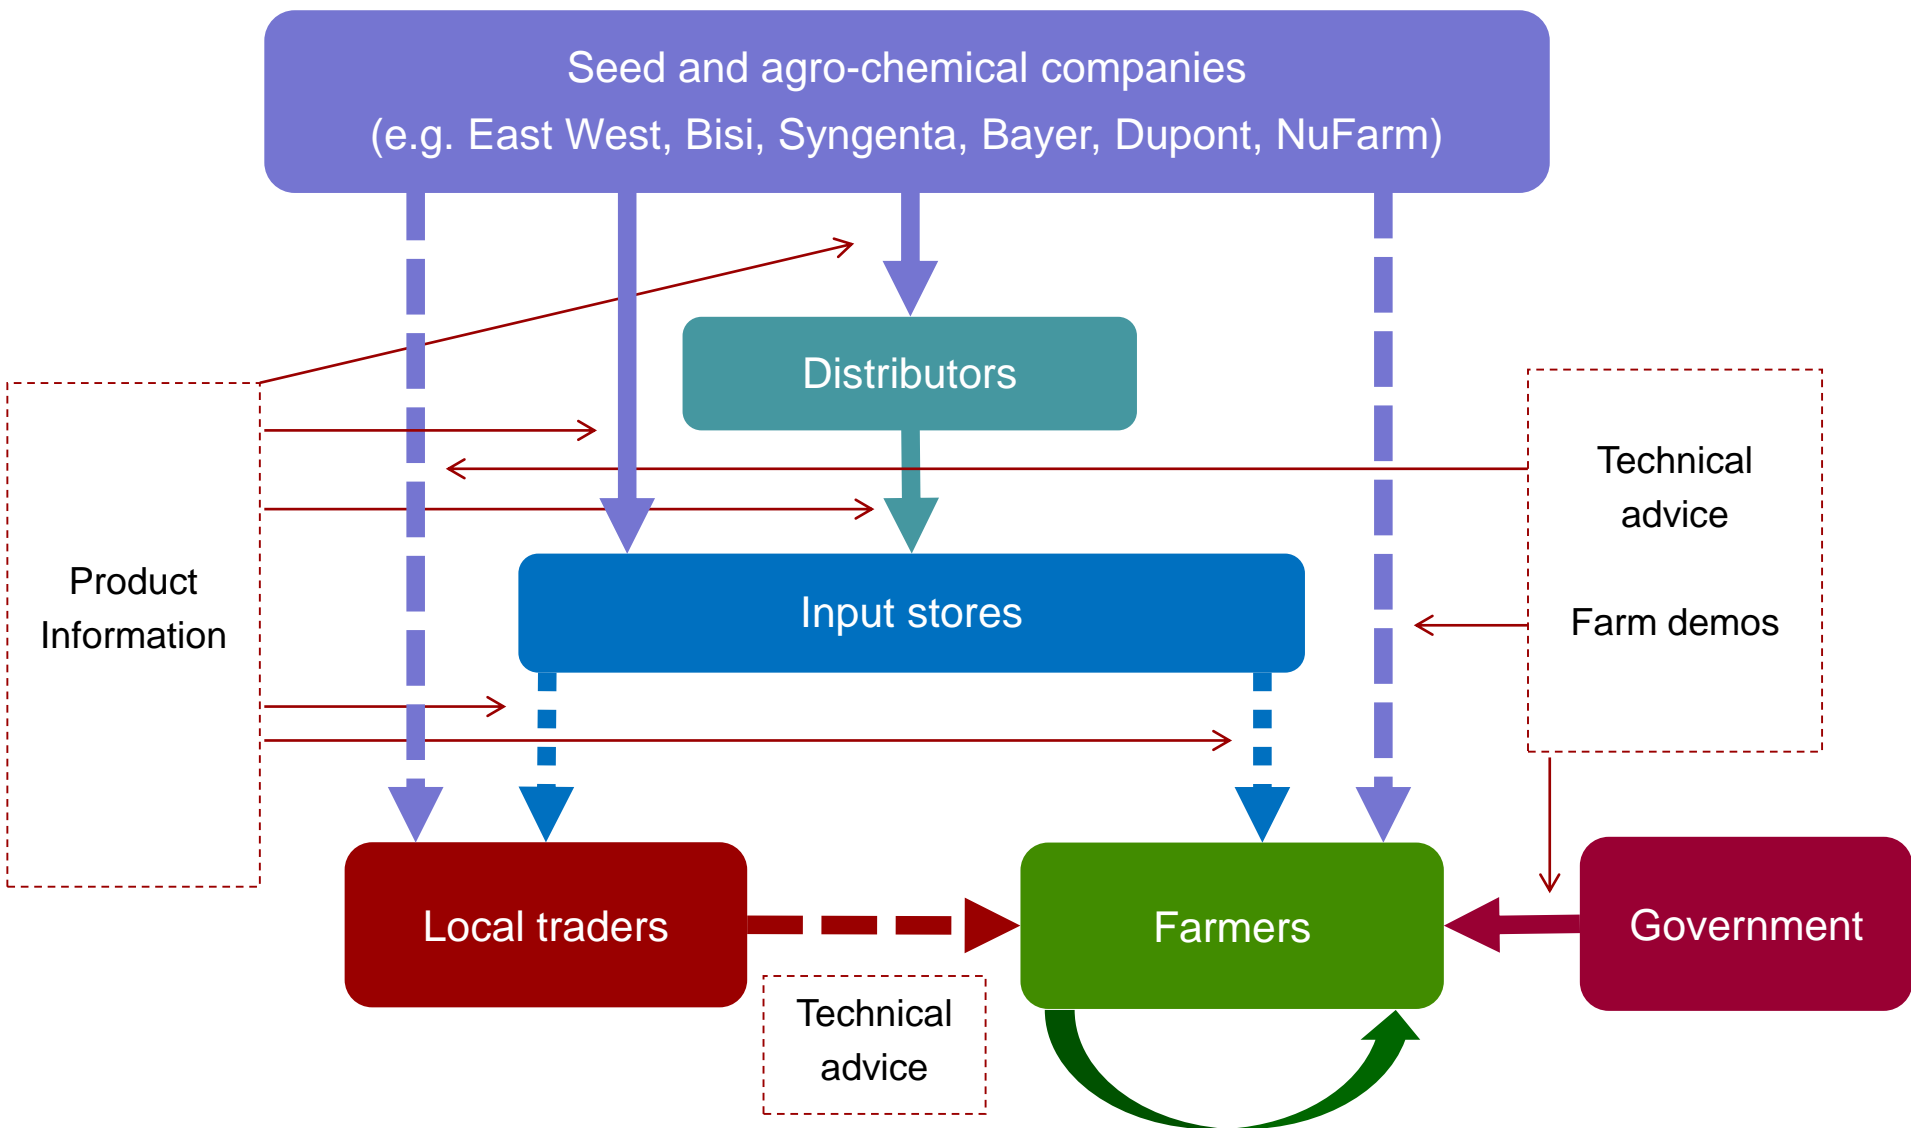 Seed and agro-chemical companies
(e.g. East West, Bisi, Syngenta, Bayer, Dupont, NuFarm)
Distributors
Technical
advice
Product
Information
Input stores
Farm demos
Local traders
Farmers
Government
Technical
advice